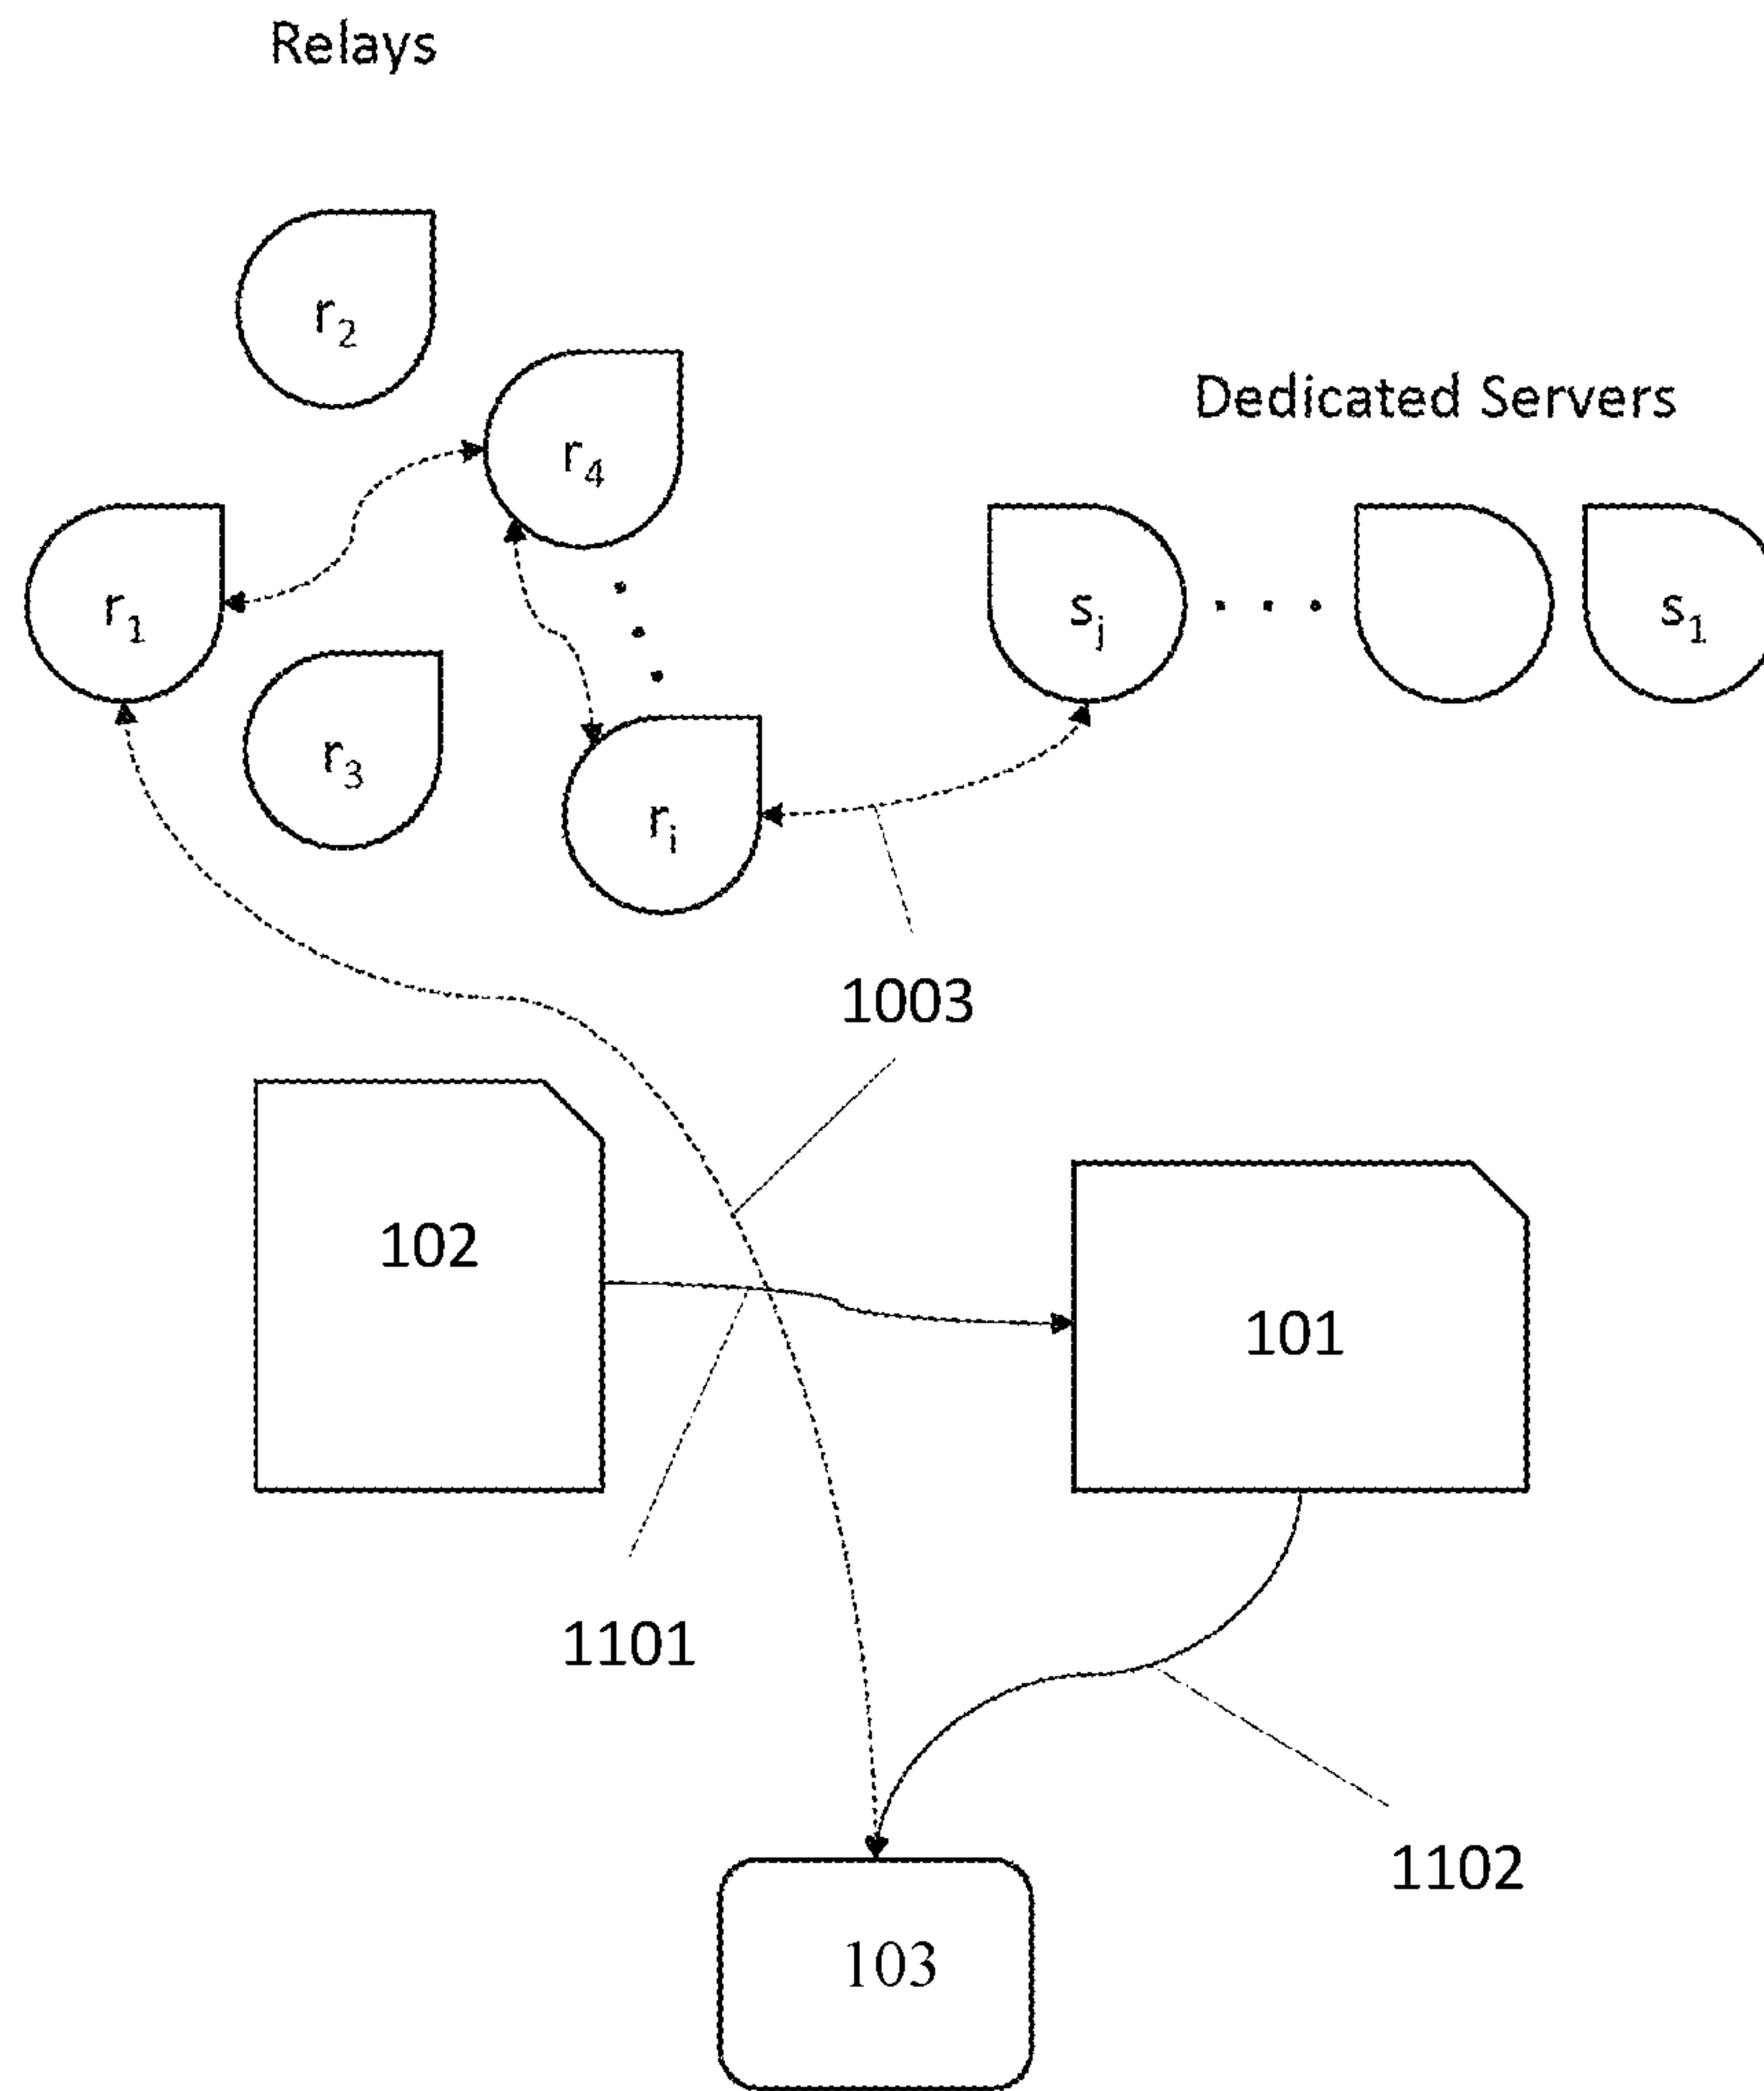 Relays
r2
r4
Dedicated Servers
r1
sj
s1
r3
ri
1003
102
101
1101
1102
103